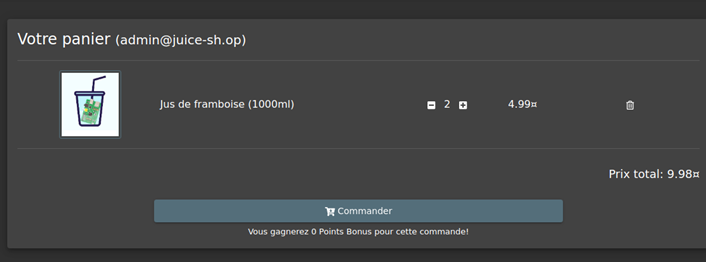 Votre panier (admin@juice-sh.op)
Jus de framboise (1000ml) 2 4.99¤
Prix total: 9.98¤
Commander
Vous gagnerez 0 Points Bonus pour cette commande!